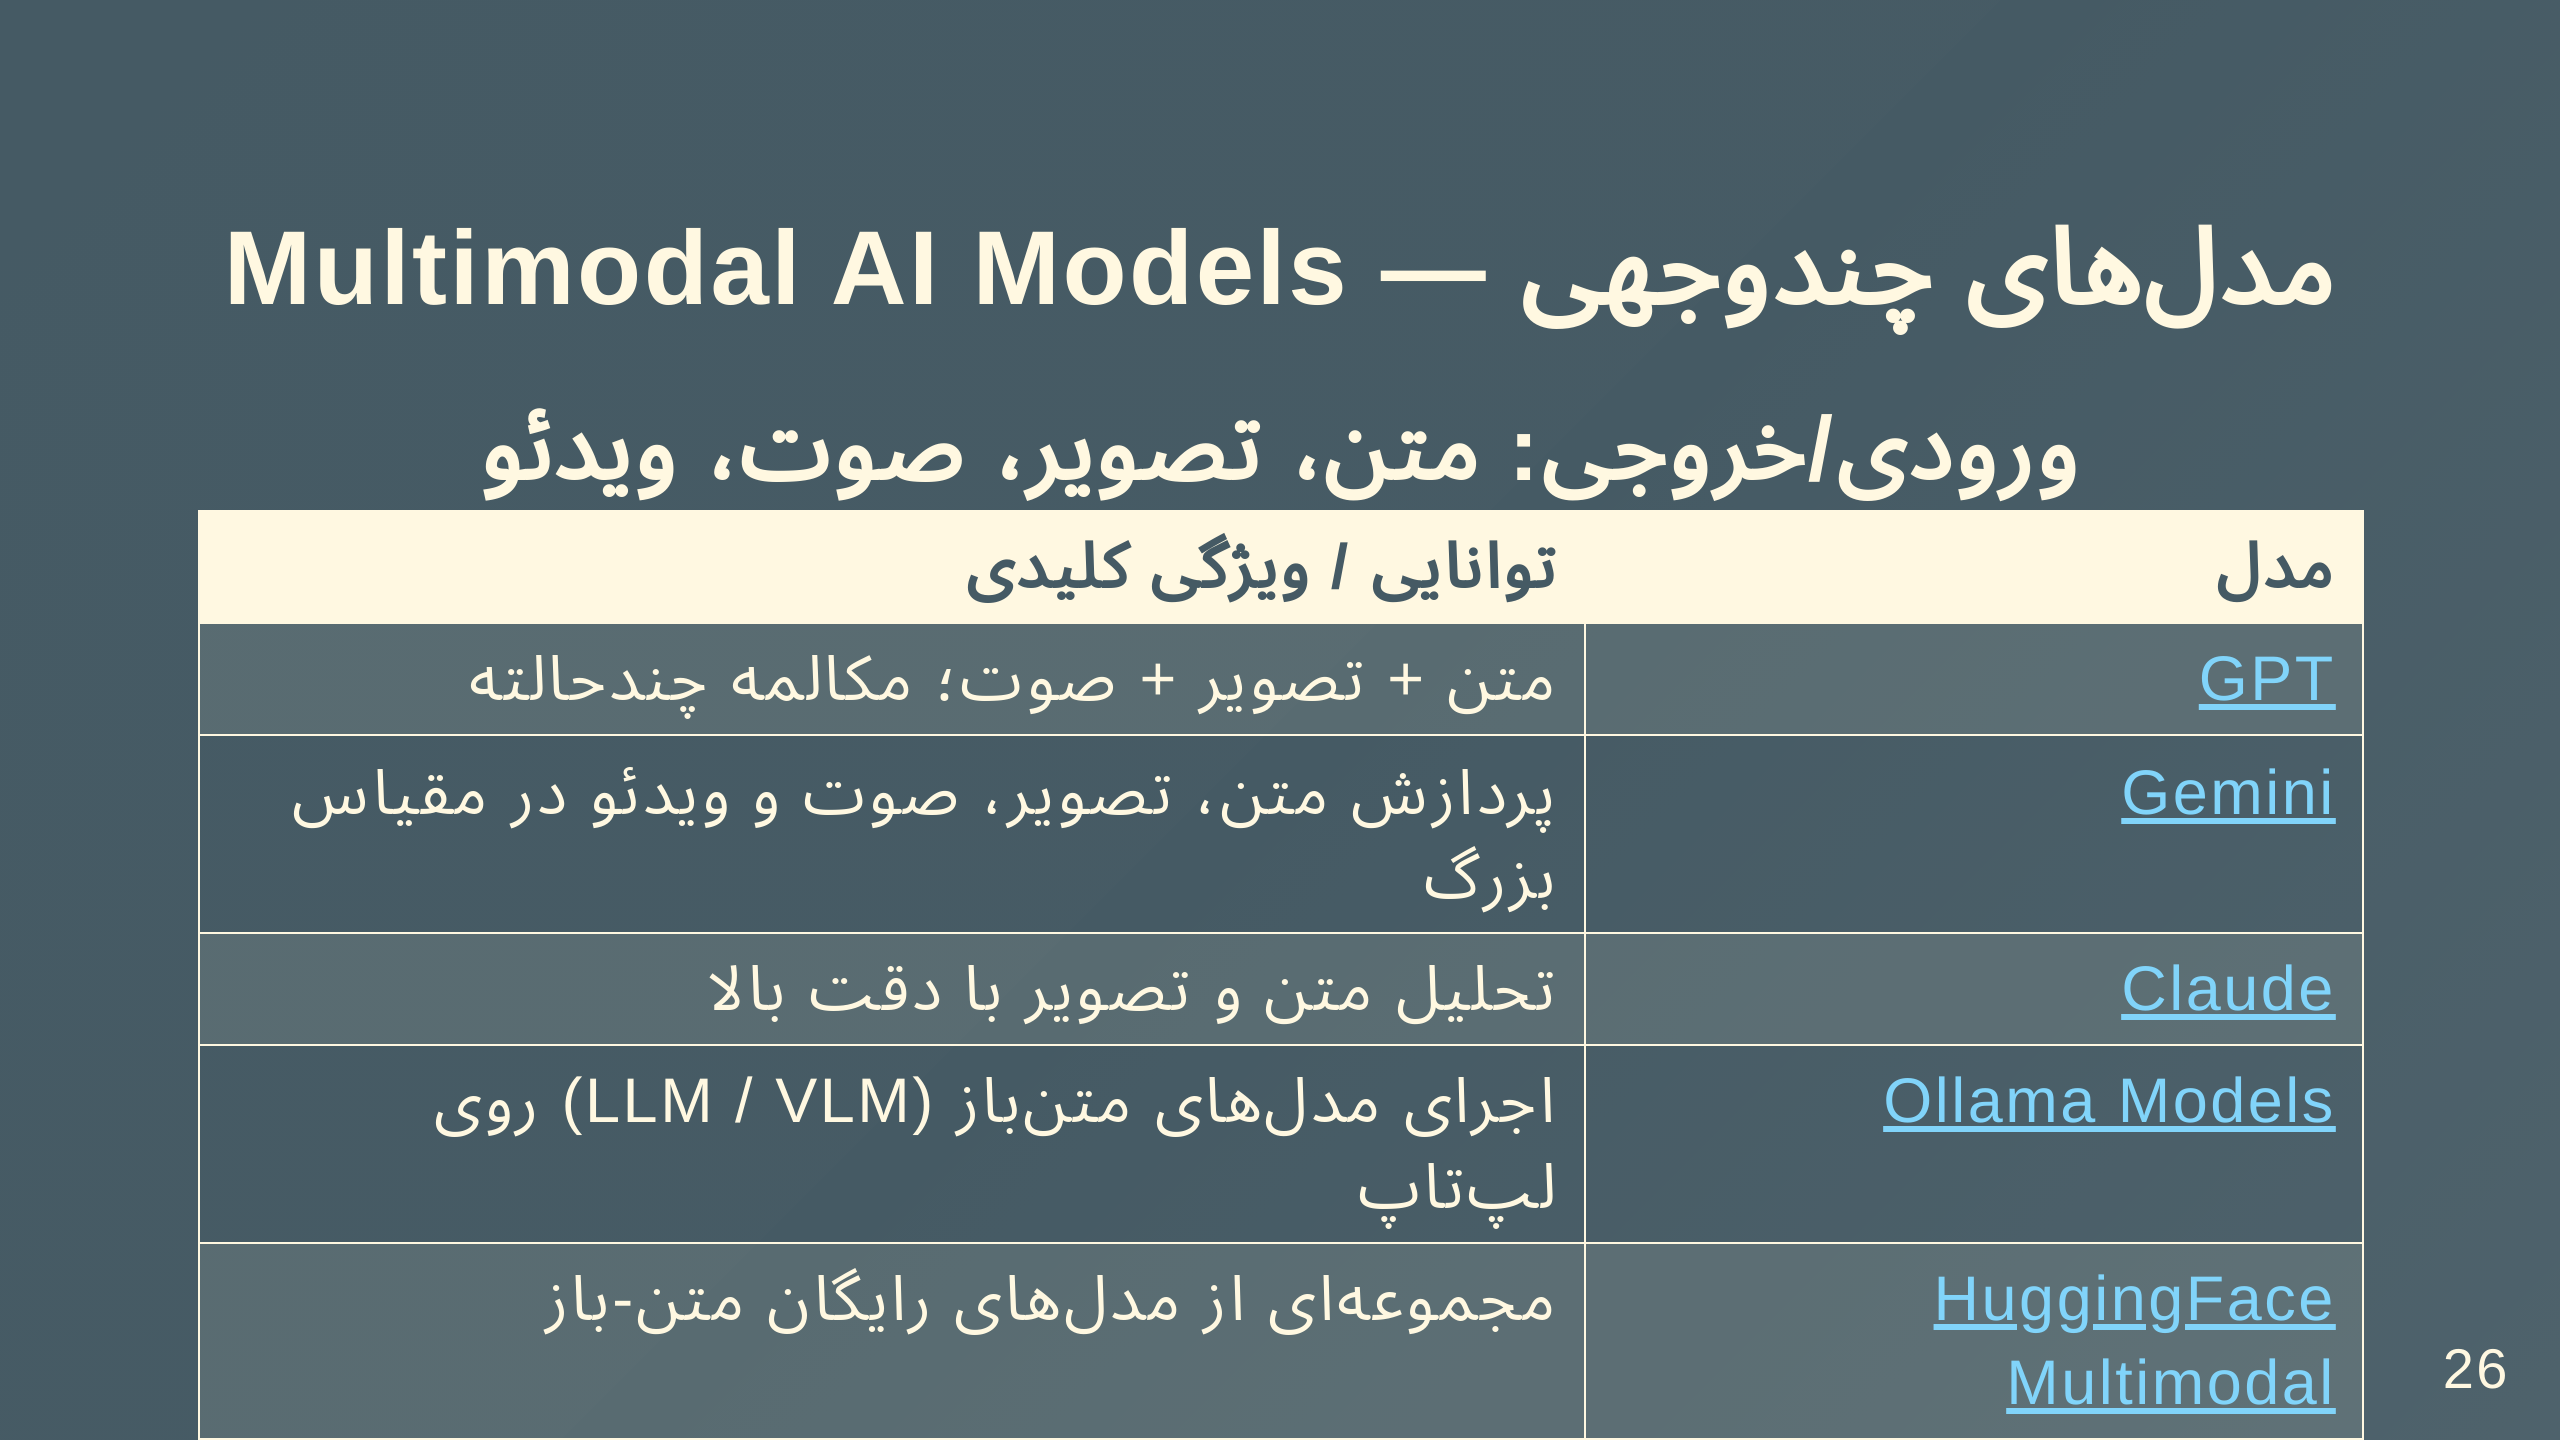 مدل‌های چندوجهی — Multimodal AI Models
ورودی/خروجی: متن، تصویر، صوت، ویدئو
مدل
توانایی / ویژگی کلیدی
GPT
متن + تصویر + صوت؛ مکالمه چندحالته
Gemini
پردازش متن، تصویر، صوت و ویدئو در مقیاس
بزرگ
Claude
تحلیل متن و تصویر با دقت بالا
Ollama Models
اجرای مدل‌های متن‌باز (LLM / VLM) روی
لپ‌تاپ
HuggingFace
Multimodal
مجموعه‌ای از مدل‌های رایگان متن-باز
26